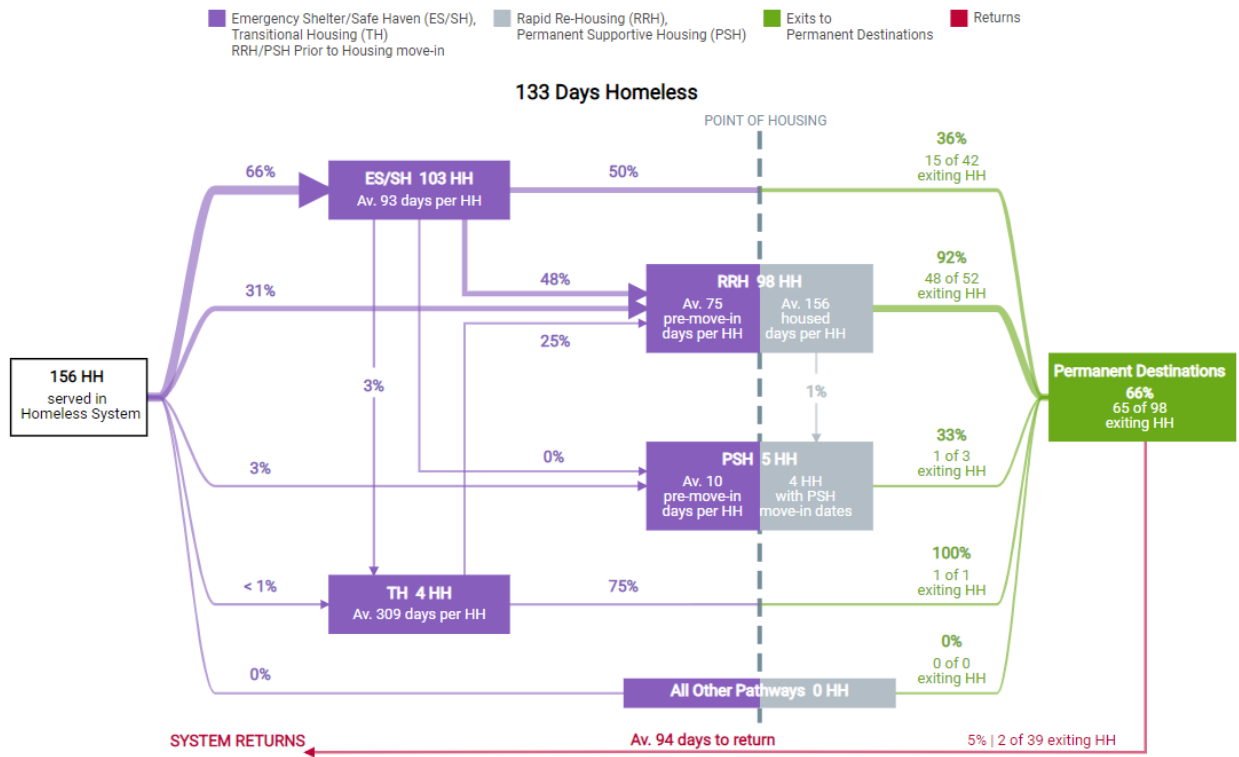 Emergency Shelter/Safe Haven (ES/SH),
Transitional Housing (TH)
RRH/PSH Prior to Housing move-in
Rapid Re-Housing (RRH),
Permanent Supportive Housing (PSH)
Exits to
Permanent Destinations
Returns
133 Days Homeless
POINT OF HOUSING
66%
ES/SH 103 HH
Av. 93 days per HH
50%
36%
15 of 42
exiting HH
31%
48%
RRH 98 HH
Av. 75
pre-move-in
days per HH
Av. 156
housed
days per HH
92%
48 of 52
exiting HH
25%
156 HH
served in
Homeless System
3%
1%
Permanent Destinations
66%
65 of 98
exiting HH
3%
0%
PSH 5 HH
Av. 10
pre-move-in
days per HH
4 HH
with PSH
move-in dates
33%
1 of 3
exiting HH
< 1%
TH 4 HH
Av. 309 days per HH
75%
100%
1 of 1
exiting HH
0%
All Other Pathways 0 HH
0%
0 of 0
exiting HH
SYSTEM RETURNS
Av. 94 days to return
5% | 2 of 39 exiting HH